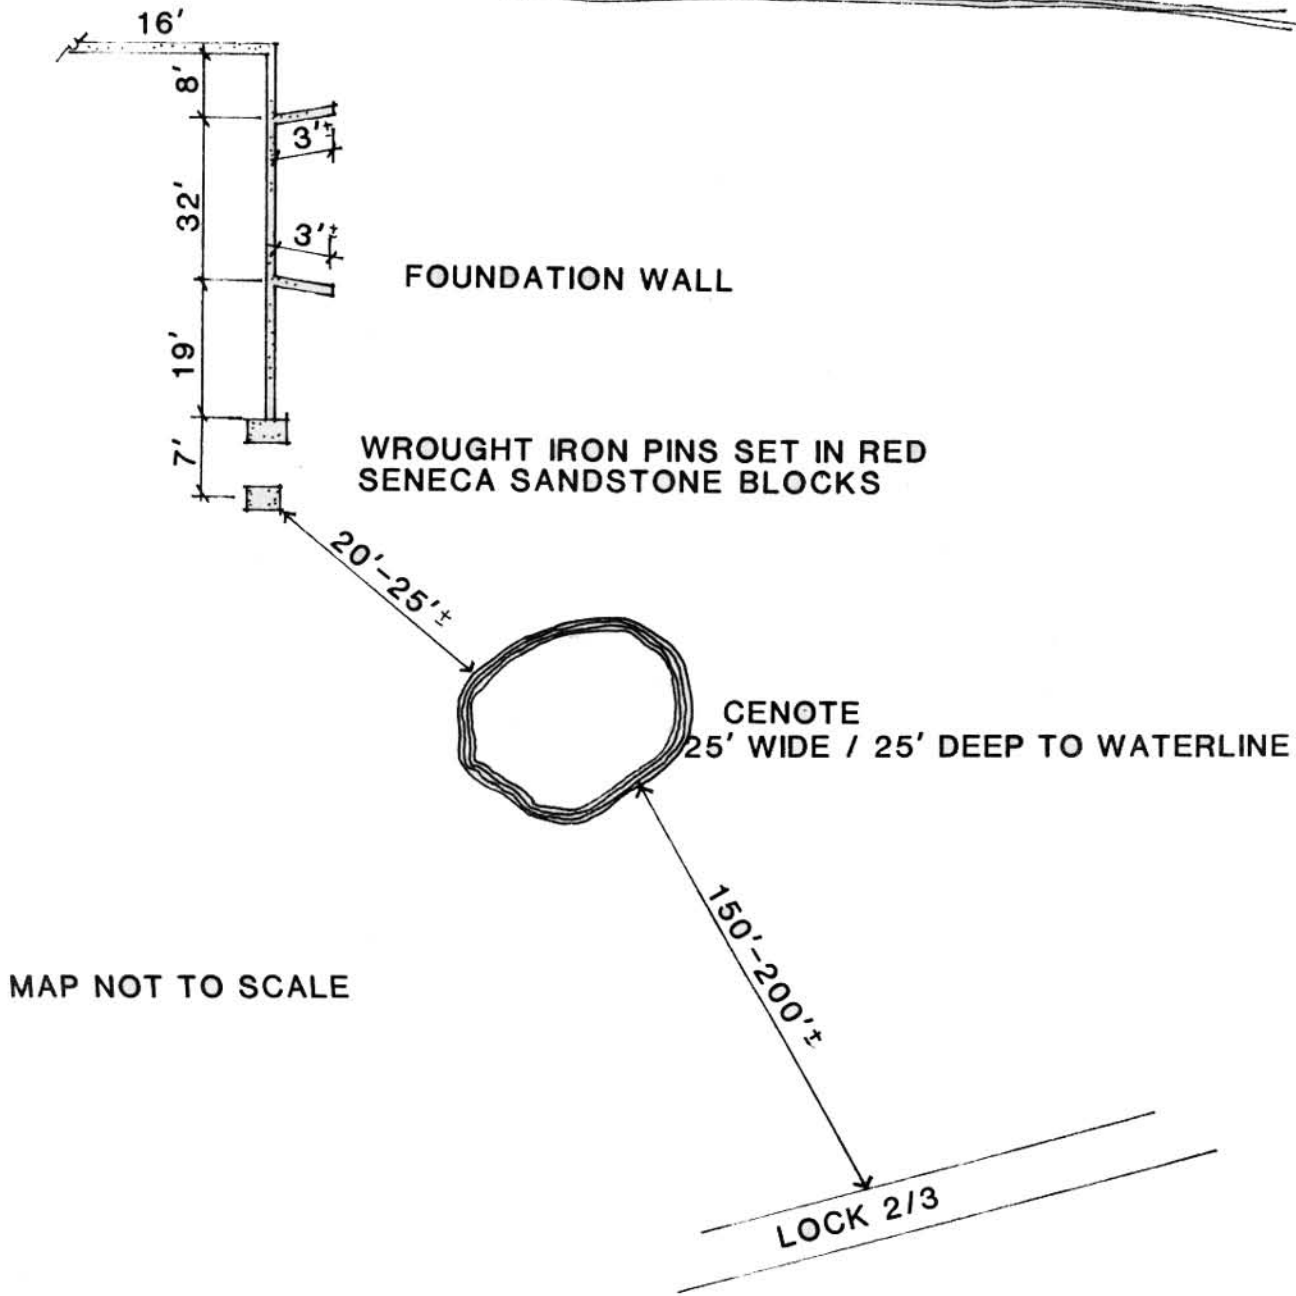 16'
8'
3'±
32'
3'±
FOUNDATION WALL
19'
7'
WROUGHT IRON PINS SET IN RED
SENECA SANDSTONE BLOCKS
20'-25'±
CENOTE
25' WIDE / 25' DEEP TO WATERLINE
150'-200'±
MAP NOT TO SCALE
LOCK 2/3